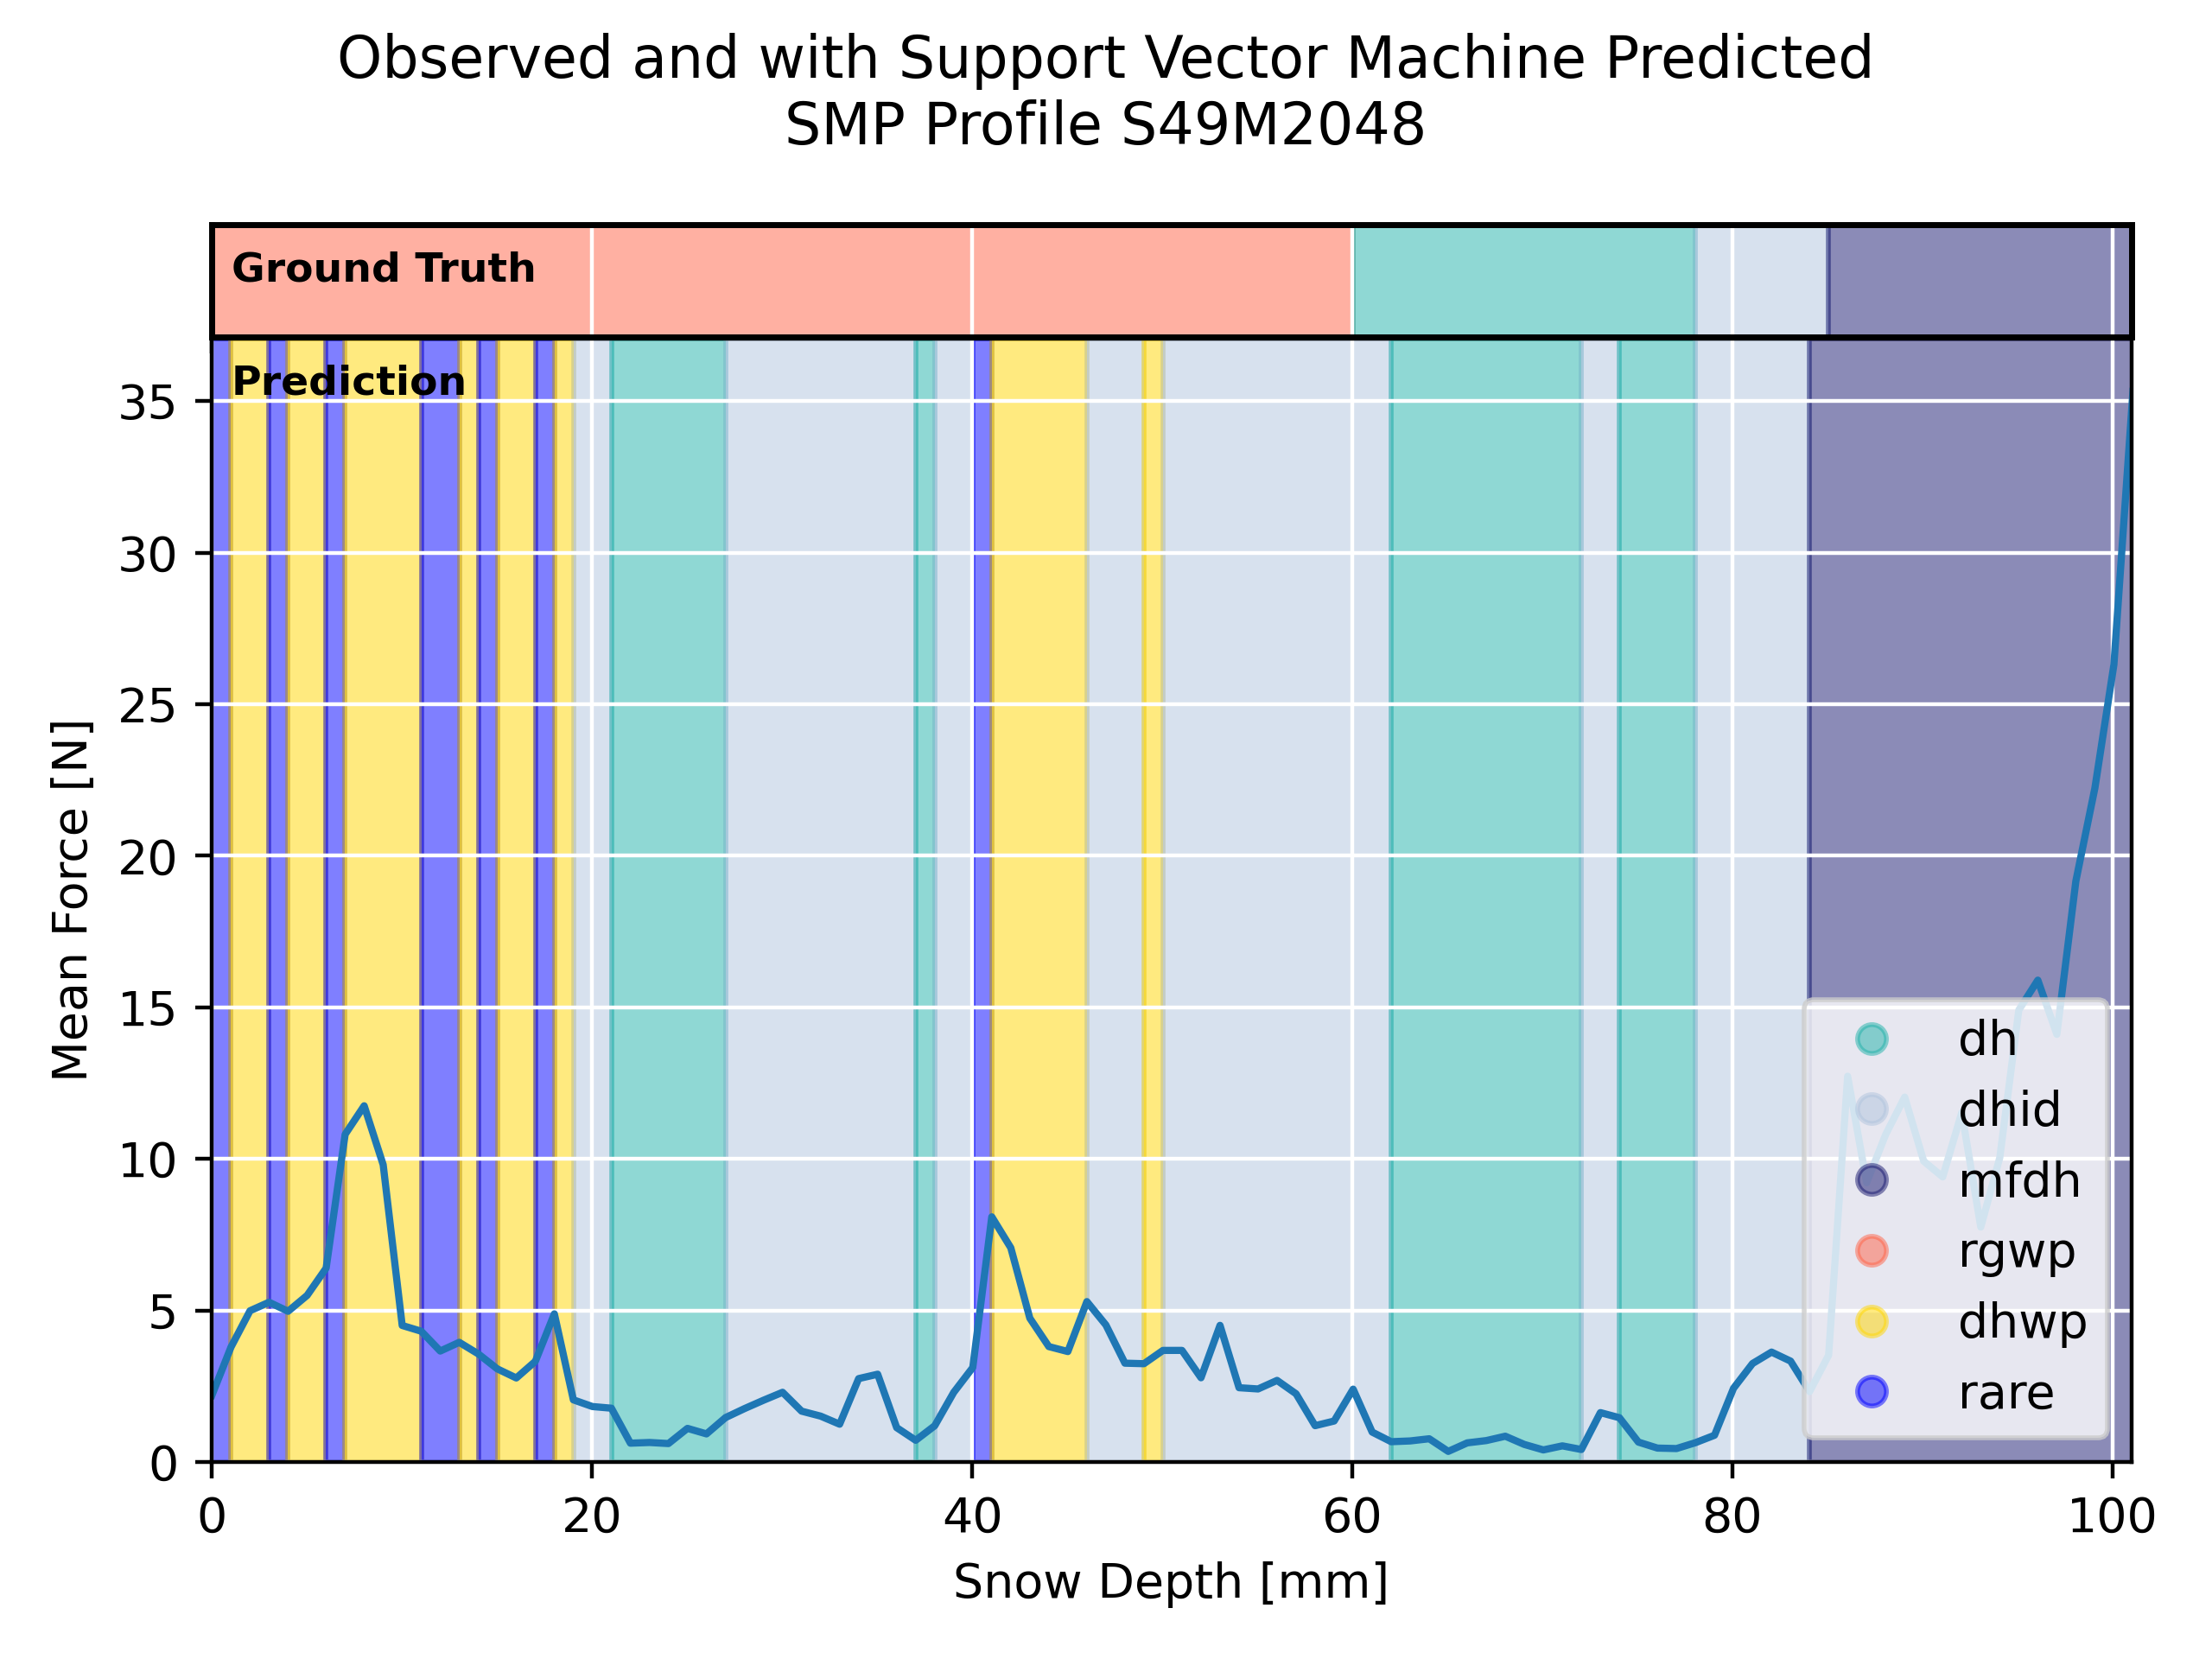 Observed and with Support Vector Machine Predicted
SMP Profile S49M2048
Ground Truth
Prediction
35
30
25
20
15
10
5
0
Mean Force [N]
dh
dhid
mfdh
rgwp
dhwp
rare
0 20 40 60 80 100
Snow Depth [mm]